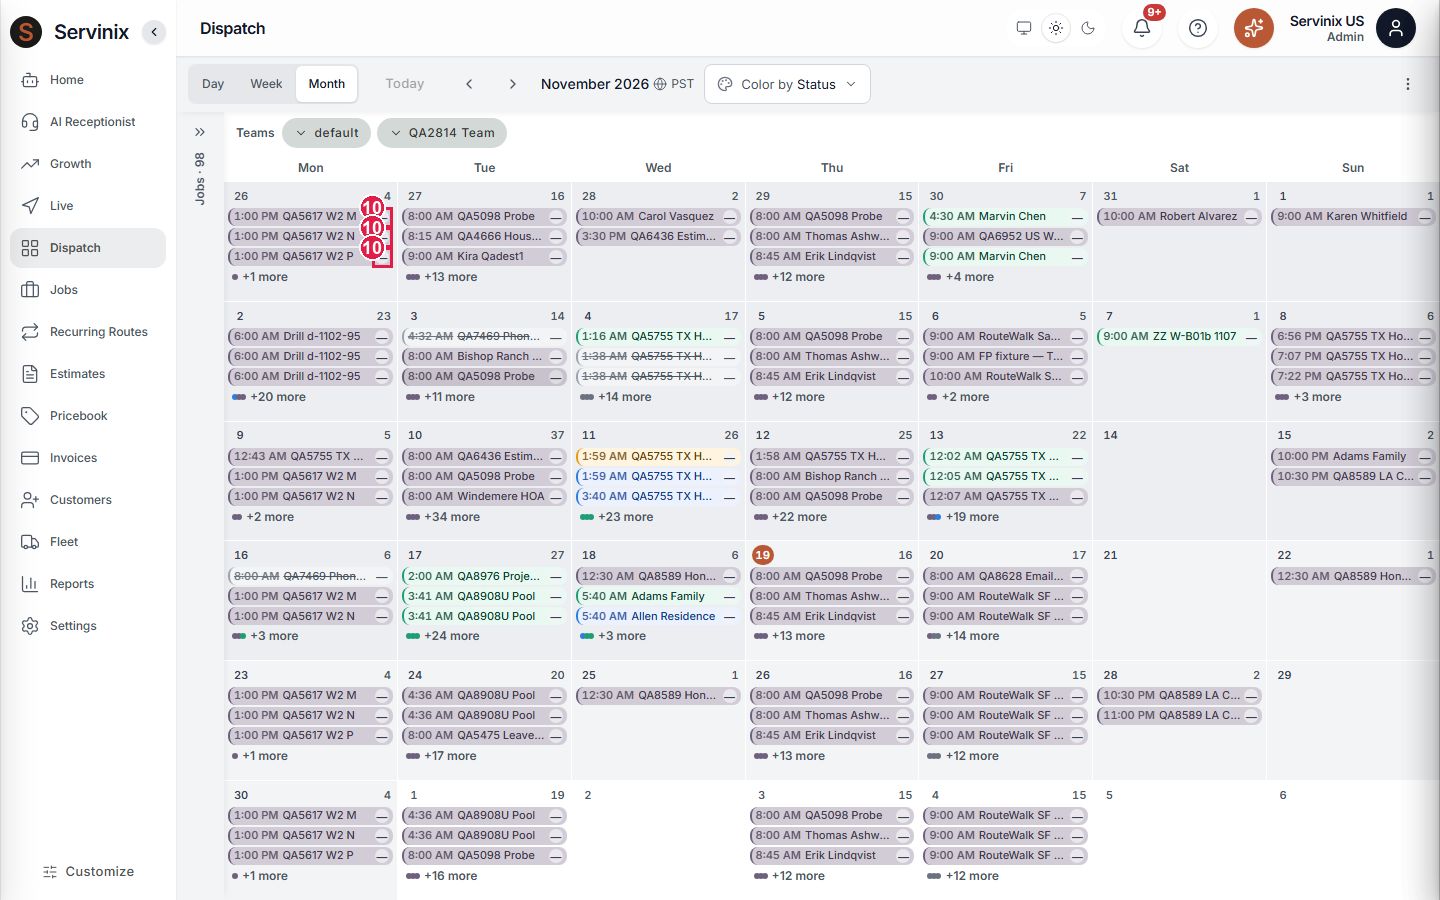 Servinix
Dispatch
9+
Servinix US
Admin
Home
AI Receptionist
Growth
Live
Dispatch
Jobs
Recurring Routes
Estimates
Pricebook
Invoices
Customers
Fleet
Reports
Settings
Customize
Day Week Month Today November 2026 PST Color by Status
Jobs · 98
Teams default QA2814 Team
Mon Tue Wed Thu Fri Sat Sun
26 4 27 16 28 2 29 15 30 7 31 1 1 1
1:00 PM QA5617 W2 M 10 8:00 AM QA5098 Probe — 10:00 AM Carol Vasquez — 8:00 AM QA5098 Probe — 4:30 AM Marvin Chen — 10:00 AM Robert Alvarez — 9:00 AM Karen Whitfield —
1:00 PM QA5617 W2 N 10 8:15 AM QA4666 Hous... — 3:30 PM QA6436 Estim... — 8:00 AM Thomas Ashw... — 9:00 AM QA6952 US W... —
1:00 PM QA5617 W2 P 10 — 9:00 AM Kira Qadest1 — 8:45 AM Erik Lindqvist — 9:00 AM Marvin Chen —
+1 more +13 more +12 more +4 more
2 23 3 14 4 17 5 15 6 5 7 1 8 6
6:00 AM Drill d-1102-95 — 4:32 AM QA7469 Phon... — 1:16 AM QA5755 TX H... — 8:00 AM QA5098 Probe — 9:00 AM RouteWalk Sa... — 9:00 AM ZZ W-B01b 1107 — 6:56 PM QA5755 TX Ho... —
6:00 AM Drill d-1102-95 — 8:00 AM Bishop Ranch ... — 1:38 AM QA5755 TX H... — 8:00 AM Thomas Ashw... — 9:00 AM FP fixture — T... — 7:07 PM QA5755 TX Ho... —
6:00 AM Drill d-1102-95 — 8:00 AM QA5098 Probe — 1:38 AM QA5755 TX H... — 8:45 AM Erik Lindqvist — 10:00 AM RouteWalk S... — 7:22 PM QA5755 TX Ho... —
+20 more +11 more +14 more +12 more +2 more +3 more
9 5 10 37 11 26 12 25 13 22 14 15 2
12:43 AM QA5755 TX ... — 8:00 AM QA6436 Estim... — 1:59 AM QA5755 TX H... — 1:58 AM QA5755 TX H... — 12:02 AM QA5755 TX ... — 10:00 PM Adams Family —
1:00 PM QA5617 W2 M — 8:00 AM QA5098 Probe — 1:59 AM QA5755 TX H... — 8:00 AM Bishop Ranch ... — 12:05 AM QA5755 TX ... — 10:30 PM QA8589 LA C... —
1:00 PM QA5617 W2 N — 8:00 AM Windemere HOA — 3:40 AM QA5755 TX H... — 8:00 AM QA5098 Probe — 12:07 AM QA5755 TX ... —
+2 more +34 more +23 more +22 more +19 more
16 6 17 27 18 6 19 16 20 17 21 22 1
8:00 AM QA7469 Phon... — 2:00 AM QA8976 Proje... — 12:30 AM QA8589 Hon... — 8:00 AM QA5098 Probe — 8:00 AM QA8628 Email... — 12:30 AM QA8589 Hon... —
1:00 PM QA5617 W2 M — 3:41 AM QA8908U Pool — 5:40 AM Adams Family — 8:00 AM Thomas Ashw... — 9:00 AM RouteWalk SF ... —
1:00 PM QA5617 W2 N — 3:41 AM QA8908U Pool — 5:40 AM Allen Residence — 8:45 AM Erik Lindqvist — 9:00 AM RouteWalk SF ... —
+3 more +24 more +3 more +13 more +14 more
23 4 24 20 25 1 26 16 27 15 28 2 29
1:00 PM QA5617 W2 M — 4:36 AM QA8908U Pool — 12:30 AM QA8589 Hon... — 8:00 AM QA5098 Probe — 9:00 AM RouteWalk SF ... — 10:30 PM QA8589 LA C... —
1:00 PM QA5617 W2 N — 4:36 AM QA8908U Pool — 8:00 AM Thomas Ashw... — 9:00 AM RouteWalk SF ... — 11:00 PM QA8589 LA C... —
1:00 PM QA5617 W2 P — 8:00 AM QA5475 Leave... — 8:45 AM Erik Lindqvist — 9:00 AM RouteWalk SF ... —
+1 more +17 more +13 more +12 more
30 4 1 19 2 3 15 4 15 5 6
1:00 PM QA5617 W2 M — 4:36 AM QA8908U Pool — 8:00 AM QA5098 Probe — 9:00 AM RouteWalk SF ... —
1:00 PM QA5617 W2 N — 4:36 AM QA8908U Pool — 8:00 AM Thomas Ashw... — 9:00 AM RouteWalk SF ... —
1:00 PM QA5617 W2 P — 8:00 AM QA5098 Probe — 8:45 AM Erik Lindqvist — 9:00 AM RouteWalk SF ... —
+1 more +16 more +12 more +12 more